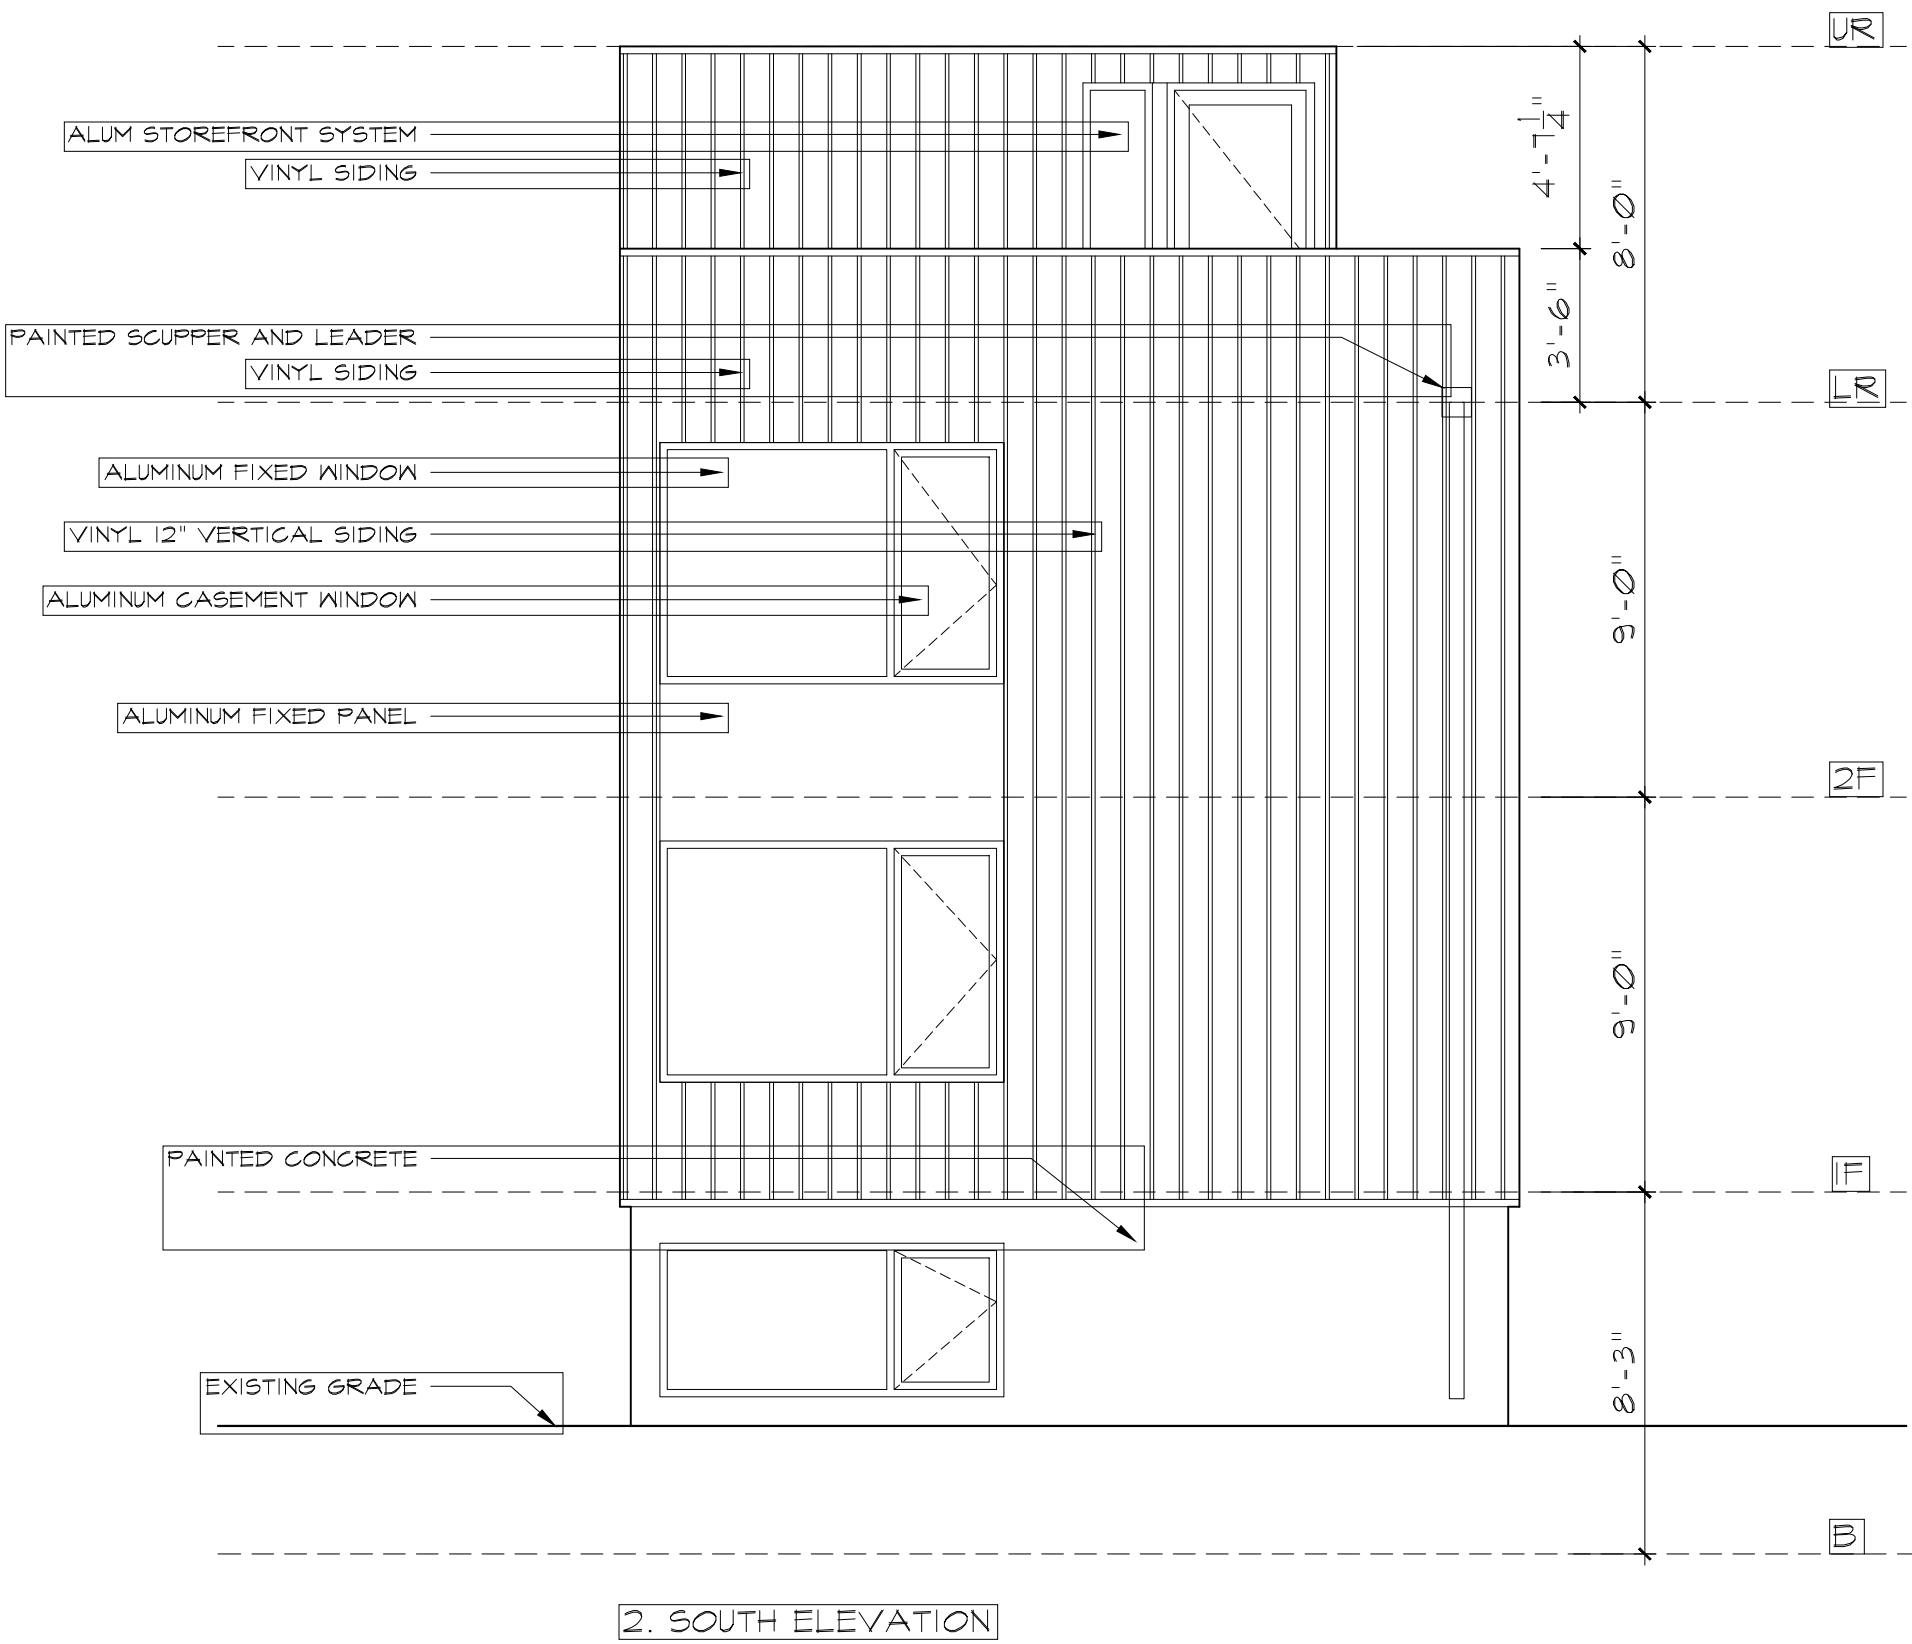 UR
ALUM STOREFRONT SYSTEM
4'-7 1/4"
VINYL SIDING
8'-0"
PAINTED SCUPPER AND LEADER
3'-6"
VINYL SIDING
LR
ALUMINUM FIXED WINDOW
VINYL 12" VERTICAL SIDING
9'-0"
ALUMINUM CASEMENT WINDOW
ALUMINUM FIXED PANEL
2F
9'-0"
PAINTED CONCRETE
1F
8'-3"
EXISTING GRADE
B
2. SOUTH ELEVATION